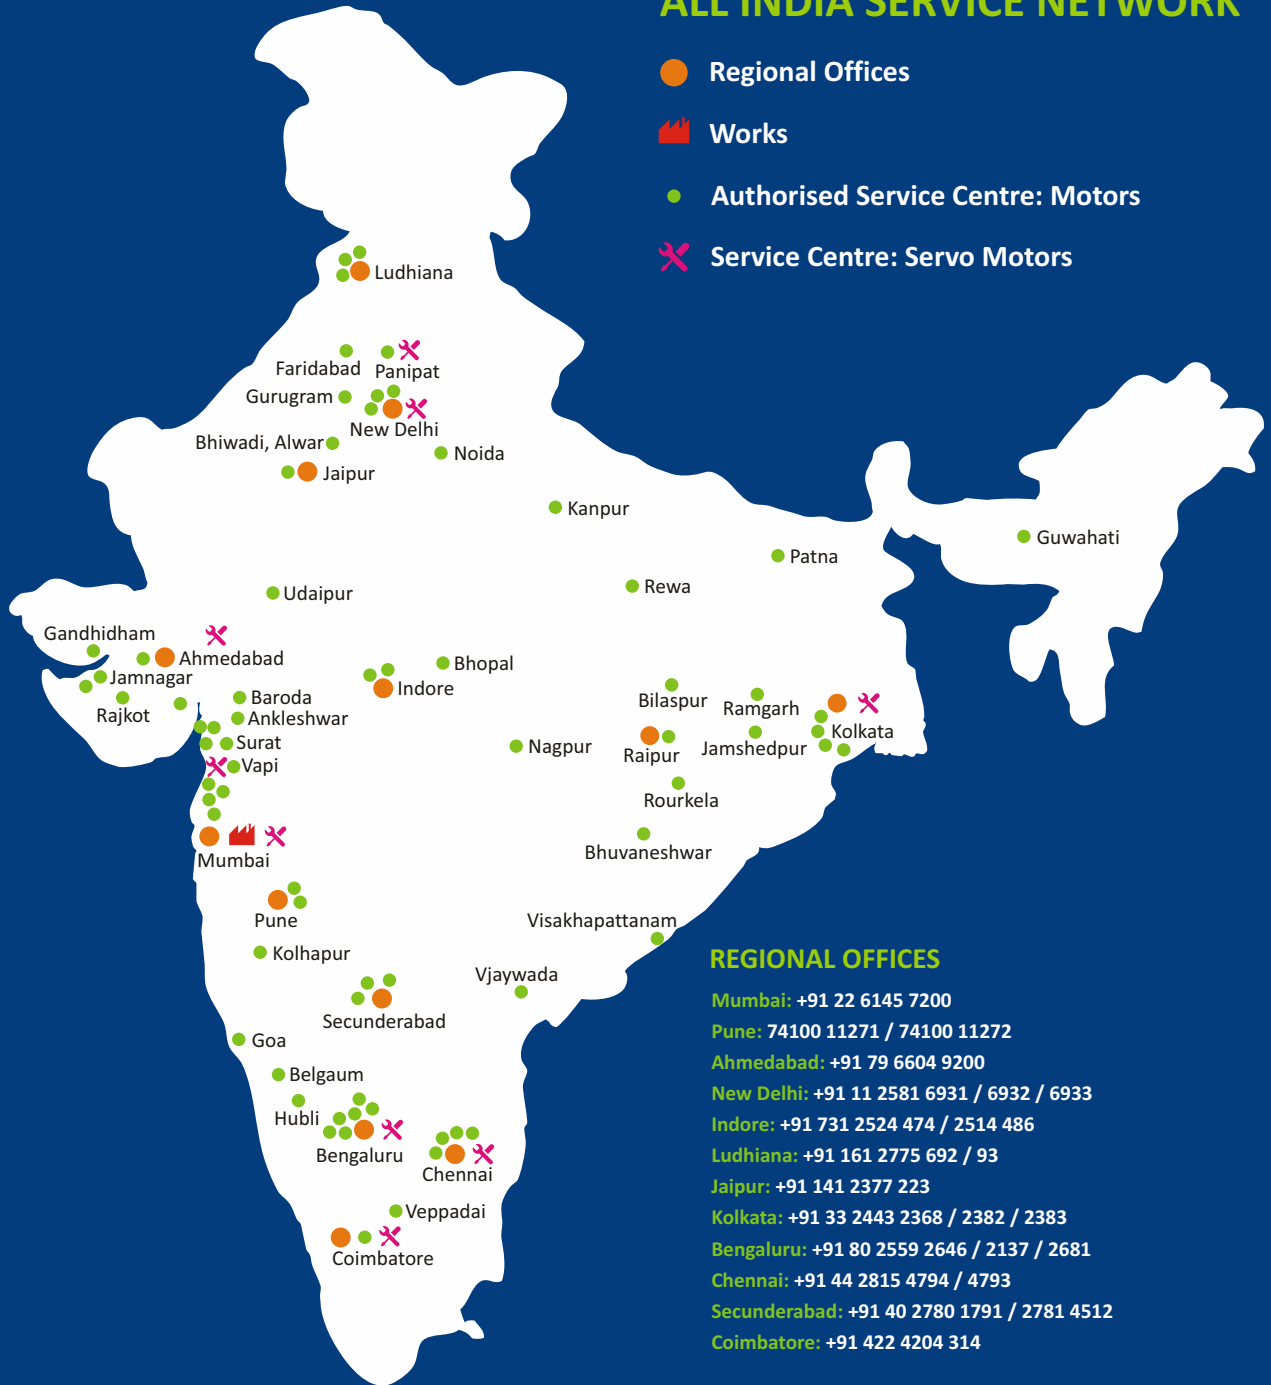 ALL INDIA SERVICE NETWORK
Regional Offices
Works
Authorised Service Centre: Motors
Service Centre: Servo Motors
Ludhiana
Faridabad
Panipat
Gurugram
New Delhi
Bhiwadi, Alwar
Noida
Jaipur
Kanpur
Guwahati
Patna
Rewa
Udaipur
Gandhidham
Ahmedabad
Bhopal
Jamnagar
Indore
Baroda
Bilaspur
Ramgarh
Rajkot
Ankleshwar
Kolkata
Surat
Nagpur
Raipur
Jamshedpur
Vapi
Rourkela
Mumbai
Bhuvaneshwar
Pune
Visakhapattanam
Kolhapur
Vjaywada
Secunderabad
Goa
Belgaum
Hubli
Bengaluru
Chennai
Veppadai
Coimbatore
REGIONAL OFFICES
Mumbai: +91 22 6145 7200
Pune: 74100 11271 / 74100 11272
Ahmedabad: +91 79 6604 9200
New Delhi: +91 11 2581 6931 / 6932 / 6933
Indore: +91 731 2524 474 / 2514 486
Ludhiana: +91 161 2775 692 / 93
Jaipur: +91 141 2377 223
Kolkata: +91 33 2443 2368 / 2382 / 2383
Bengaluru: +91 80 2559 2646 / 2137 / 2681
Chennai: +91 44 2815 4794 / 4793
Secunderabad: +91 40 2780 1791 / 2781 4512
Coimbatore: +91 422 4204 314